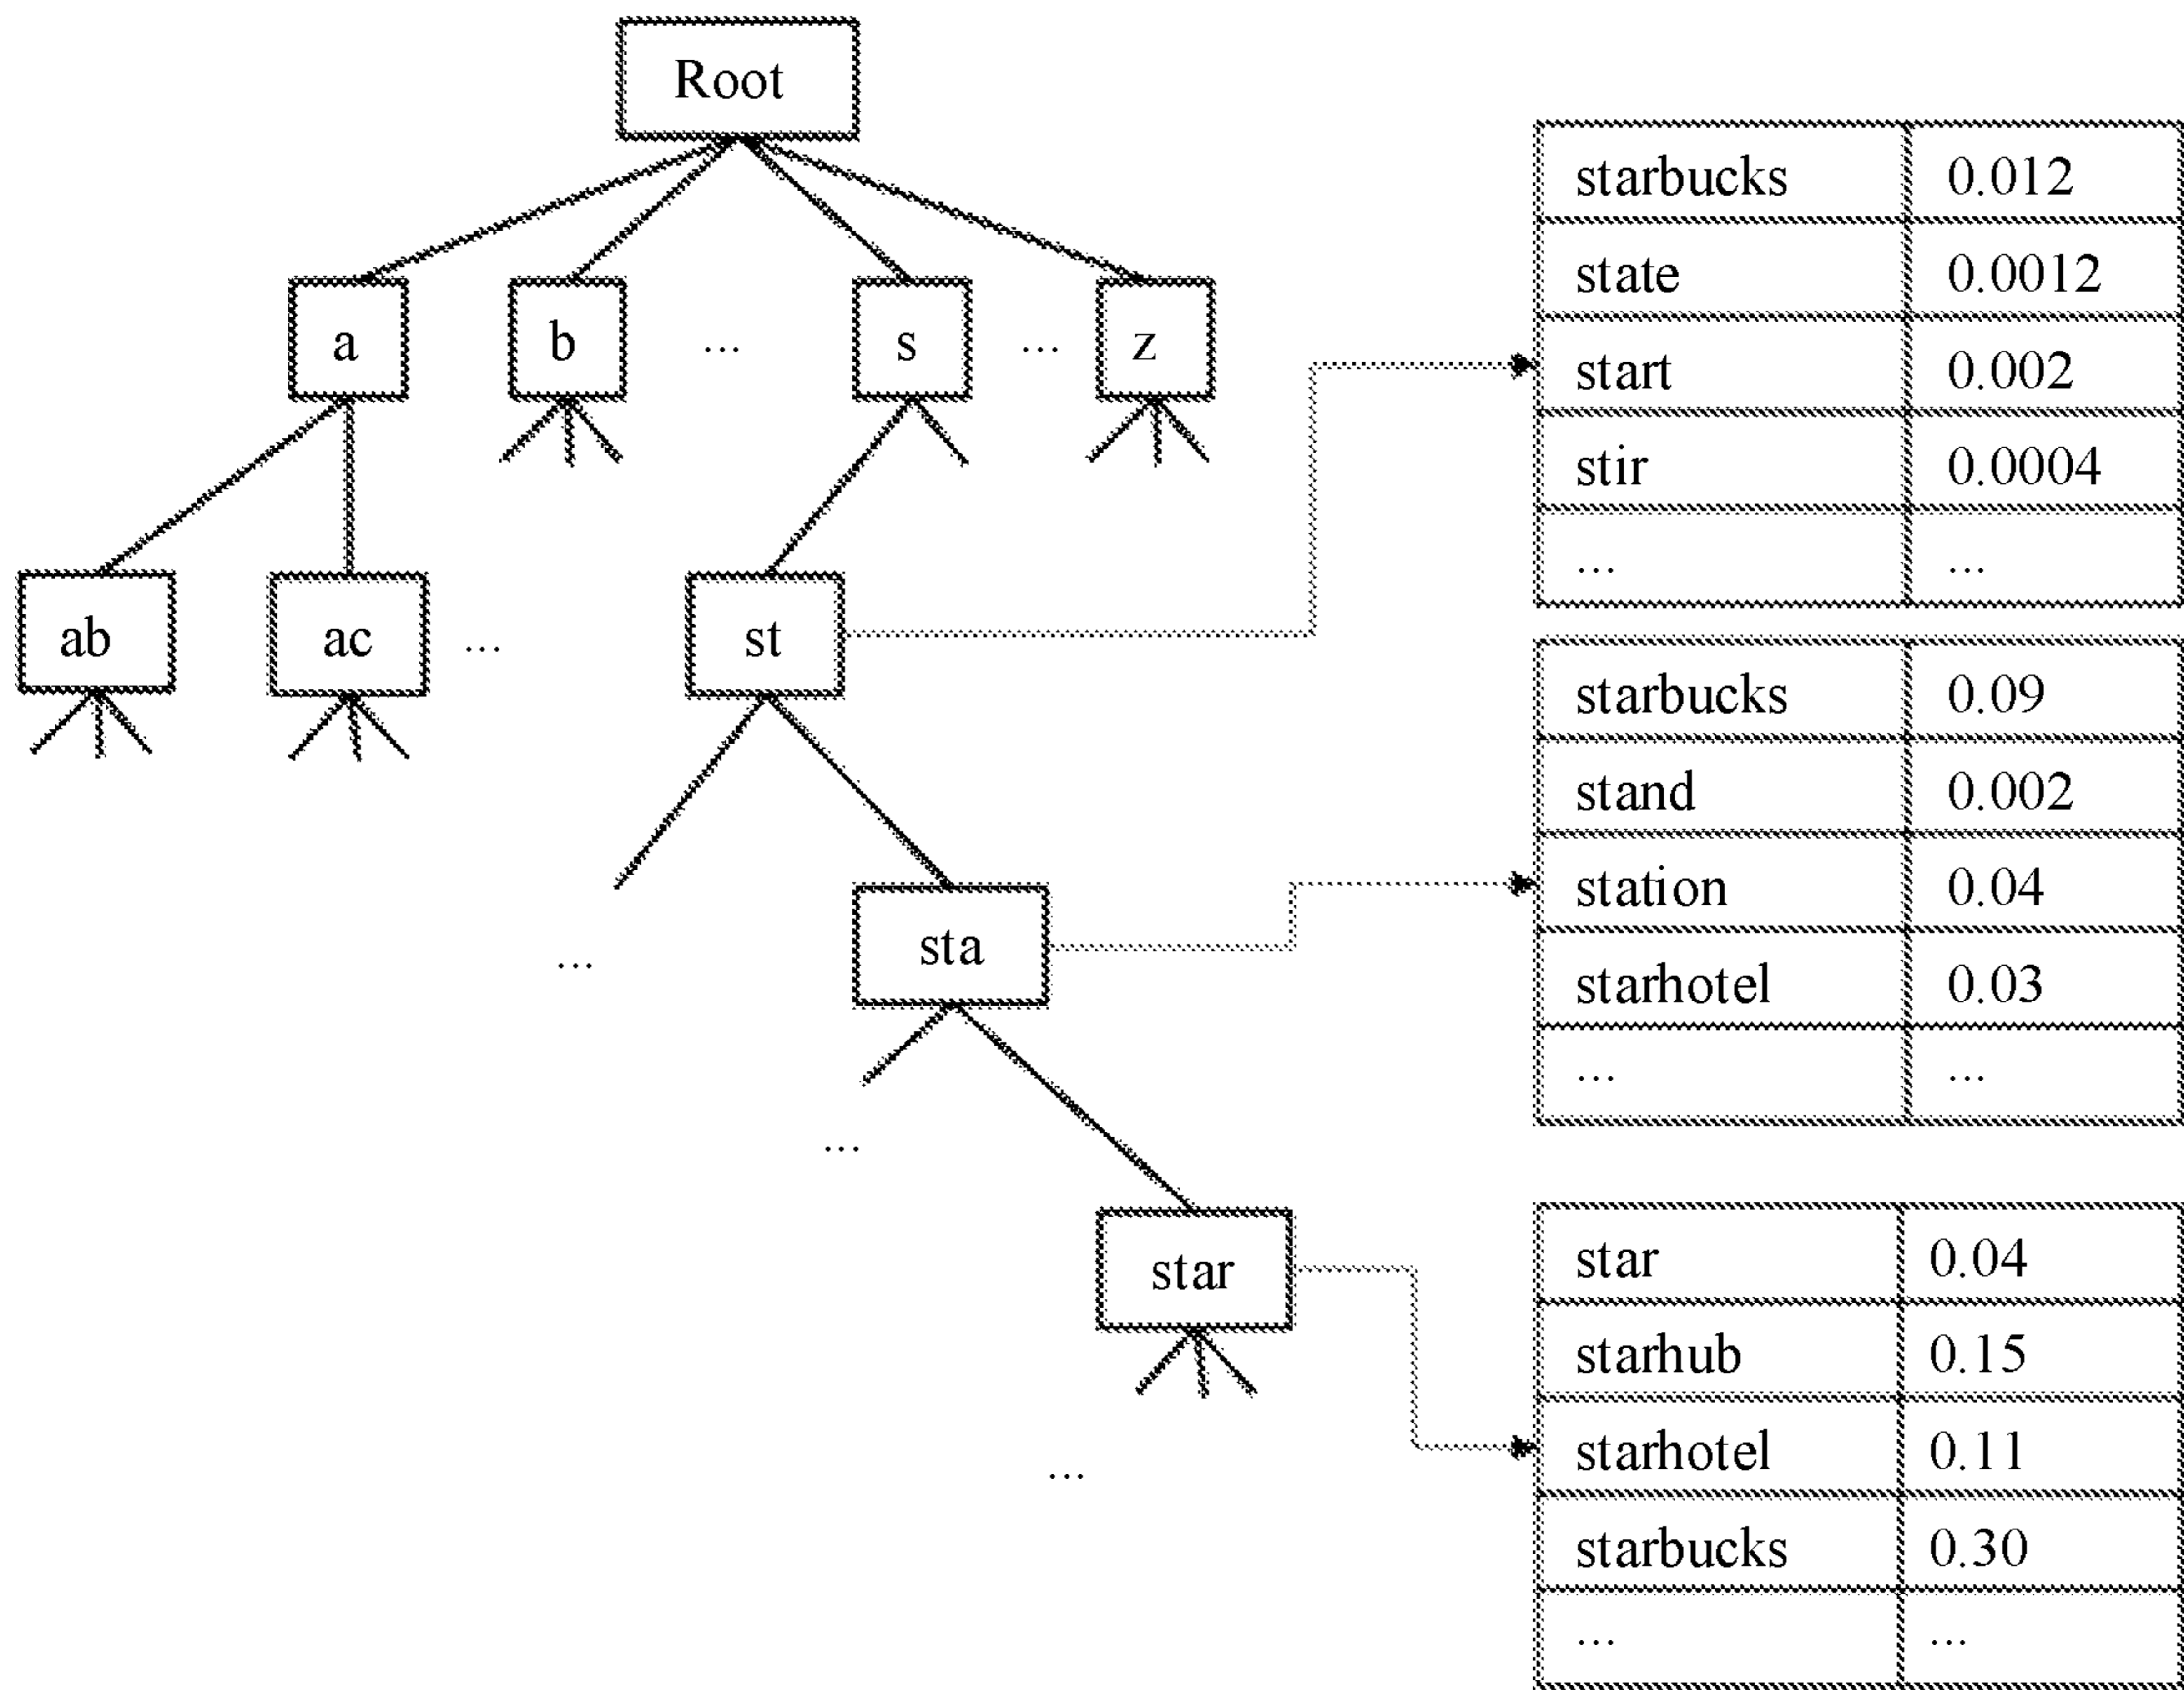 Root
a b ... s ... z
ab ac ... st
...
sta
...
star
...
starbucks 0.012
state 0.0012
start 0.002
stir 0.0004
... ...
starbucks 0.09
stand 0.002
station 0.04
starhotel 0.03
... ...
star 0.04
starhub 0.15
starhotel 0.11
starbucks 0.30
... ...